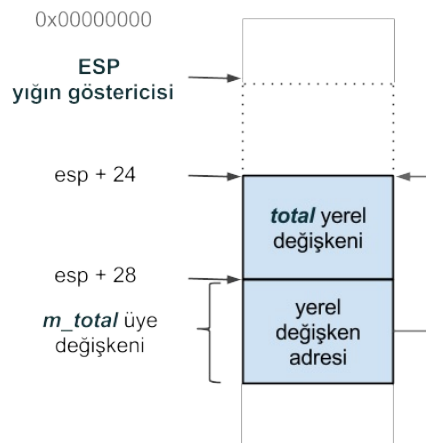 0x00000000
ESP
yığın göstericisi
esp + 24
total yerel
değişkeni
esp + 28
m_total üye
değişkeni
yerel
değişken
adresi